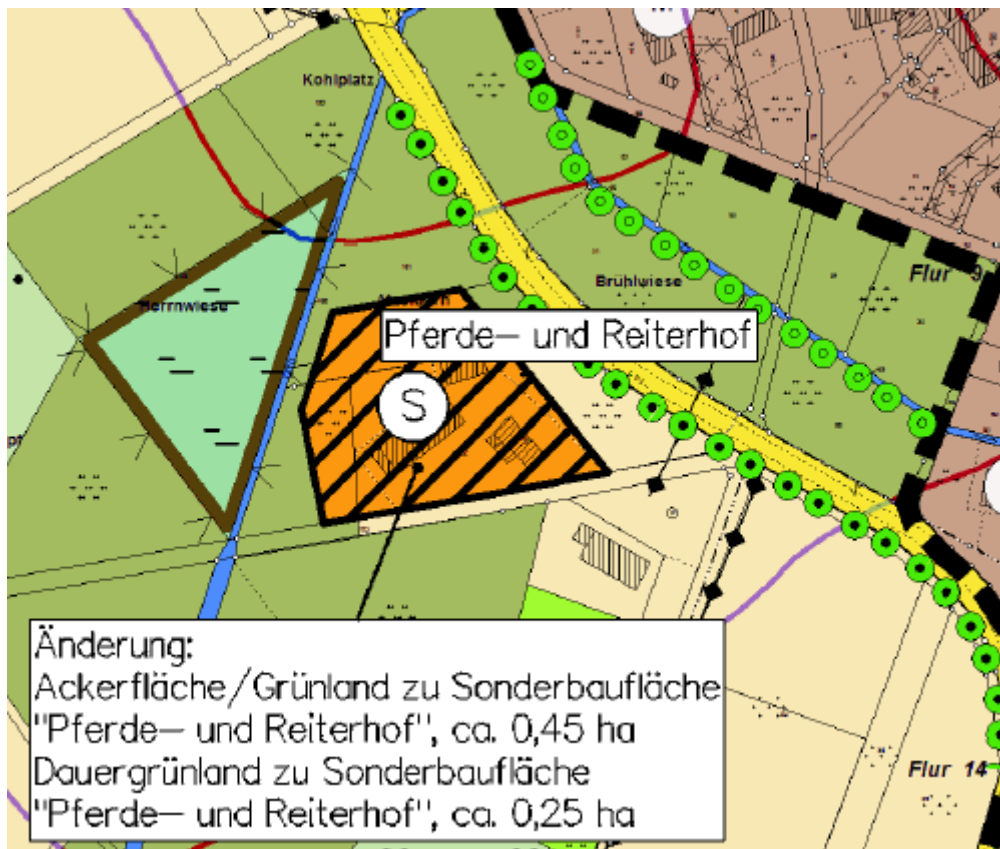 Kohlplatz
Flur 9
Brühlwiese
Herrnwiese
Pferde– und Reiterhof
S
Änderung:
Ackerfläche/Grünland zu Sonderbaufläche
"Pferde– und Reiterhof", ca. 0,45 ha
Dauergrünland zu Sonderbaufläche
"Pferde– und Reiterhof", ca. 0,25 ha
Flur 14